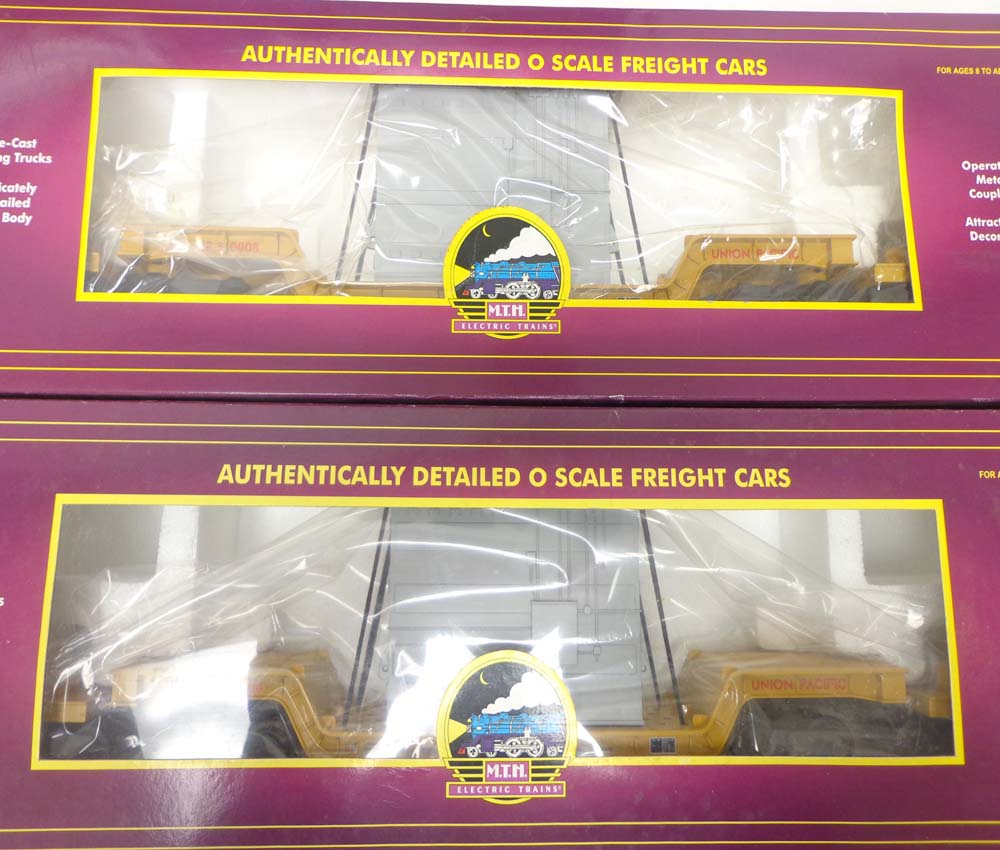 AUTHENTICALLY DETAILED O SCALE FREIGHT CARS
FOR AGES 8 TO
e-Cast
g Trucks
icately
ailed
Body
Operat
Meta
Coupl
Attract
Decor
0008
UNION PACIFIC
M.T.H.
ELECTRIC TRAINS®
AUTHENTICALLY DETAILED O SCALE FREIGHT CARS
FOR
UNION PACIFIC
M.T.H.
ELECTRIC TRAINS®